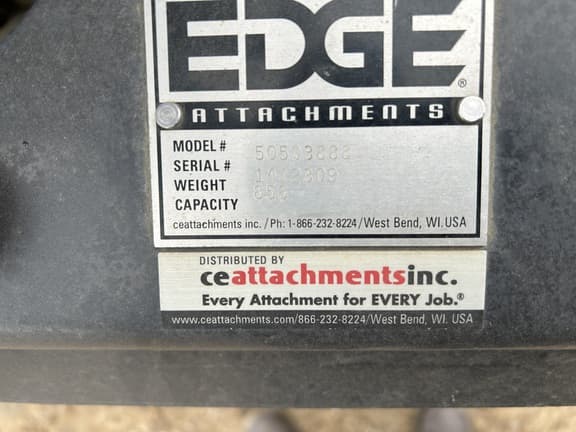 EDGE®
ATTACHMENTS
MODEL #
SERIAL #
WEIGHT
CAPACITY
ceattachments inc. / Ph: 1-866-232-8224/West Bend, WI. USA
DISTRIBUTED BY
ceattachmentsinc.
Every Attachment for EVERY Job.®
www.ceattachments.com/866-232-8224/West Bend, WI. USA